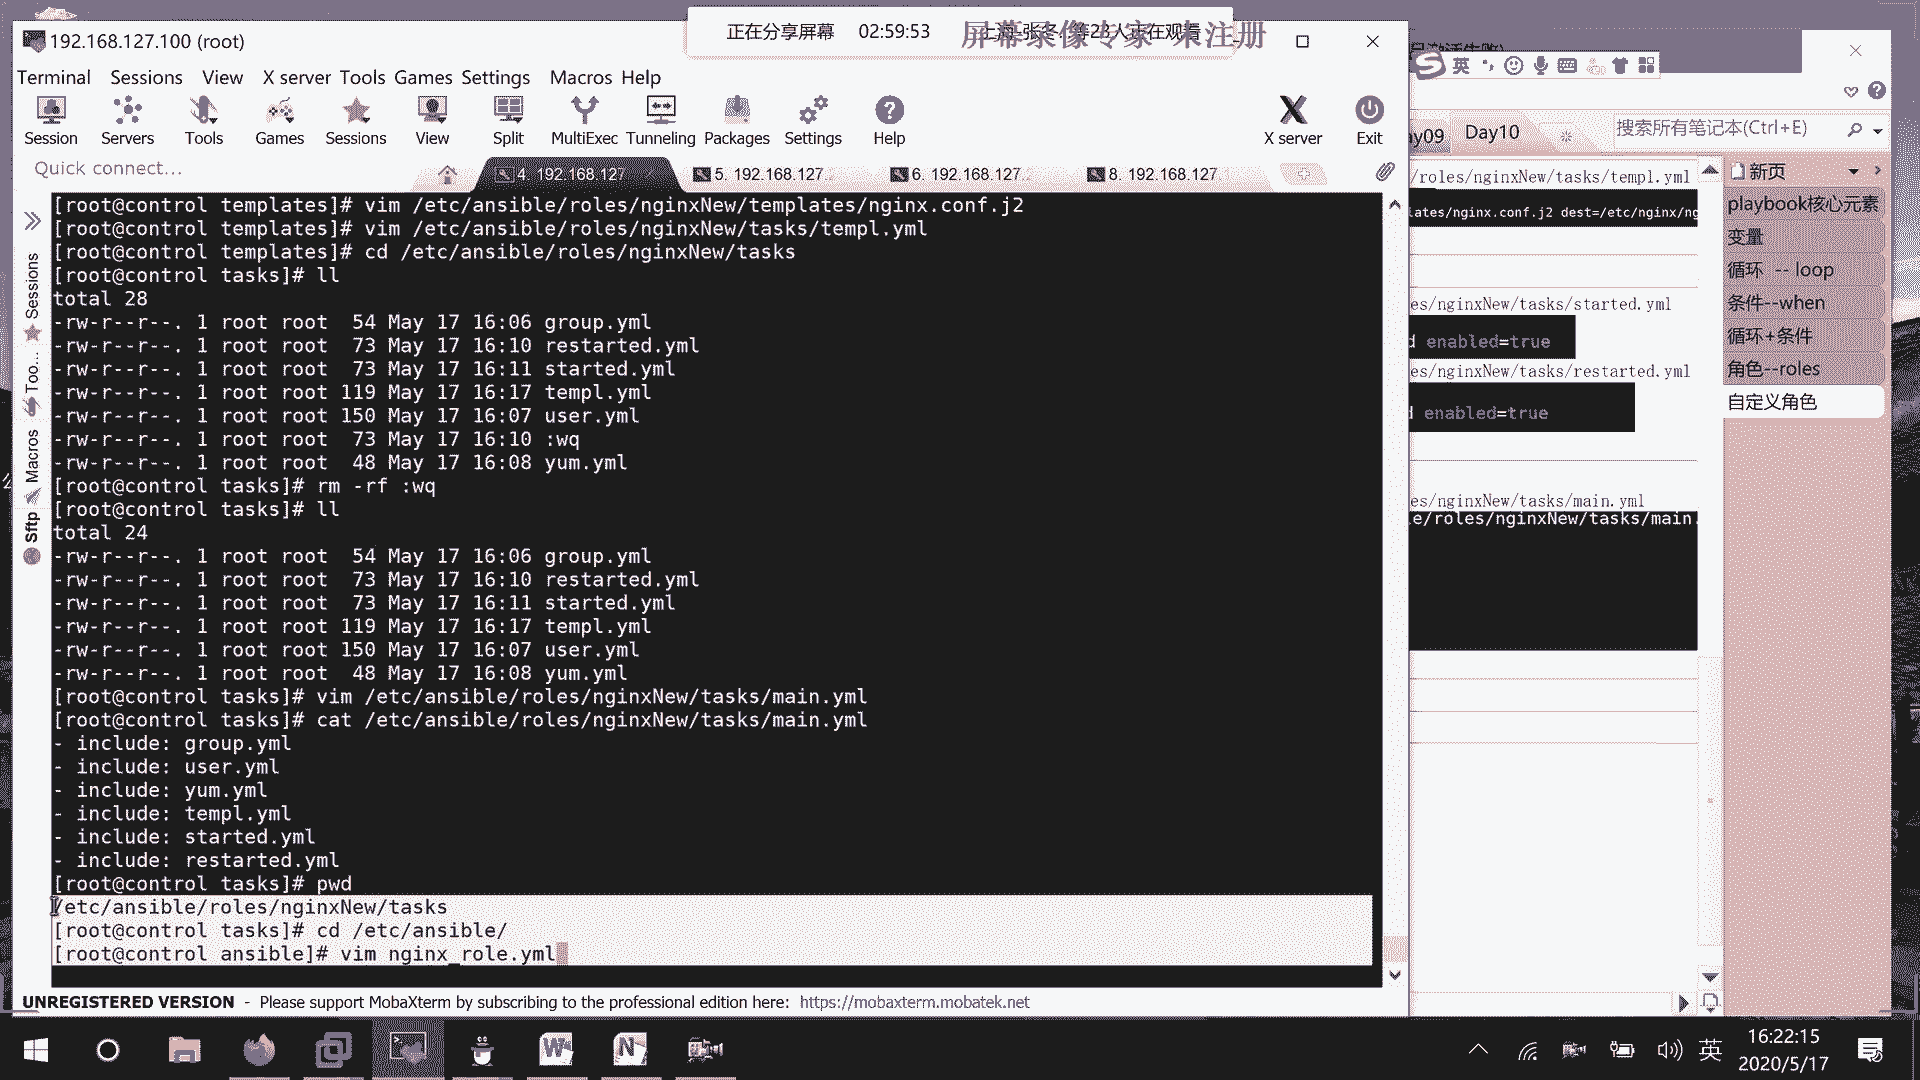 正在分享屏幕 02:59:53
屏幕录像专家 未注册
192.168.127.100 (root)
Terminal Sessions View X server Tools Games Settings Macros Help
Session Servers Tools Games Sessions View Split MultiExec Tunneling Packages Settings Help X server Exit
Quick connect...
4. 192.168.127
5. 192.168.127..
6. 192.168.127..
8. 192.168.127.
Sessions
Too...
Macros
Sftp
[root@control templates]# vim /etc/ansible/roles/nginxNew/templates/nginx.conf.j2
[root@control templates]# vim /etc/ansible/roles/nginxNew/tasks/templ.yml
[root@control templates]# cd /etc/ansible/roles/nginxNew/tasks
[root@control tasks]# ll
total 28
-rw-r--r--. 1 root root  54 May 17 16:06 group.yml
-rw-r--r--. 1 root root  73 May 17 16:10 restarted.yml
-rw-r--r--. 1 root root  73 May 17 16:11 started.yml
-rw-r--r--. 1 root root 119 May 17 16:17 templ.yml
-rw-r--r--. 1 root root 150 May 17 16:07 user.yml
-rw-r--r--. 1 root root  73 May 17 16:10 :wq
-rw-r--r--. 1 root root  48 May 17 16:08 yum.yml
[root@control tasks]# rm -rf :wq
[root@control tasks]# ll
total 24
-rw-r--r--. 1 root root  54 May 17 16:06 group.yml
-rw-r--r--. 1 root root  73 May 17 16:10 restarted.yml
-rw-r--r--. 1 root root  73 May 17 16:11 started.yml
-rw-r--r--. 1 root root 119 May 17 16:17 templ.yml
-rw-r--r--. 1 root root 150 May 17 16:07 user.yml
-rw-r--r--. 1 root root  48 May 17 16:08 yum.yml
[root@control tasks]# vim /etc/ansible/roles/nginxNew/tasks/main.yml
[root@control tasks]# cat /etc/ansible/roles/nginxNew/tasks/main.yml
- include: group.yml
- include: user.yml
- include: yum.yml
- include: templ.yml
- include: started.yml
- include: restarted.yml
[root@control tasks]# pwd
/etc/ansible/roles/nginxNew/tasks
[root@control tasks]# cd /etc/ansible/
[root@control ansible]# vim nginx_role.yml
UNREGISTERED VERSION - Please support MobaXterm by subscribing to the professional edition here: https://mobaxterm.mobatek.net
英
ay09 Day10
搜索所有笔记本(Ctrl+E)
/roles/nginxNew/tasks/templ.yml
lates/nginx.conf.j2 dest=/etc/nginx/ng
es/nginxNew/tasks/started.yml
d enabled=true
es/nginxNew/tasks/restarted.yml
d enabled=true
es/nginxNew/tasks/main.yml
le/roles/nginxNew/tasks/main.
新页
playbook核心元素
变量
循环 -- loop
条件--when
循环+条件
角色--roles
自定义角色
英
16:22:15
2020/5/17